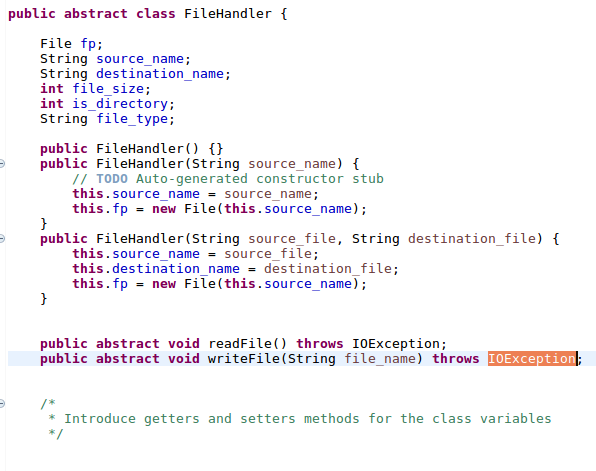 public abstract class FileHandler {
File fp;
String source_name;
String destination_name;
int file_size;
int is_directory;
String file_type;
public FileHandler() {}
public FileHandler(String source_name) {
// TODO Auto-generated constructor stub
this.source_name = source_name;
this.fp = new File(this.source_name);
}
public FileHandler(String source_file, String destination_file) {
this.source_name = source_file;
this.destination_name = destination_file;
this.fp = new File(this.source_name);
}
public abstract void readFile() throws IOException;
public abstract void writeFile(String file_name) throws IOException;
/*
* Introduce getters and setters methods for the class variables
*/